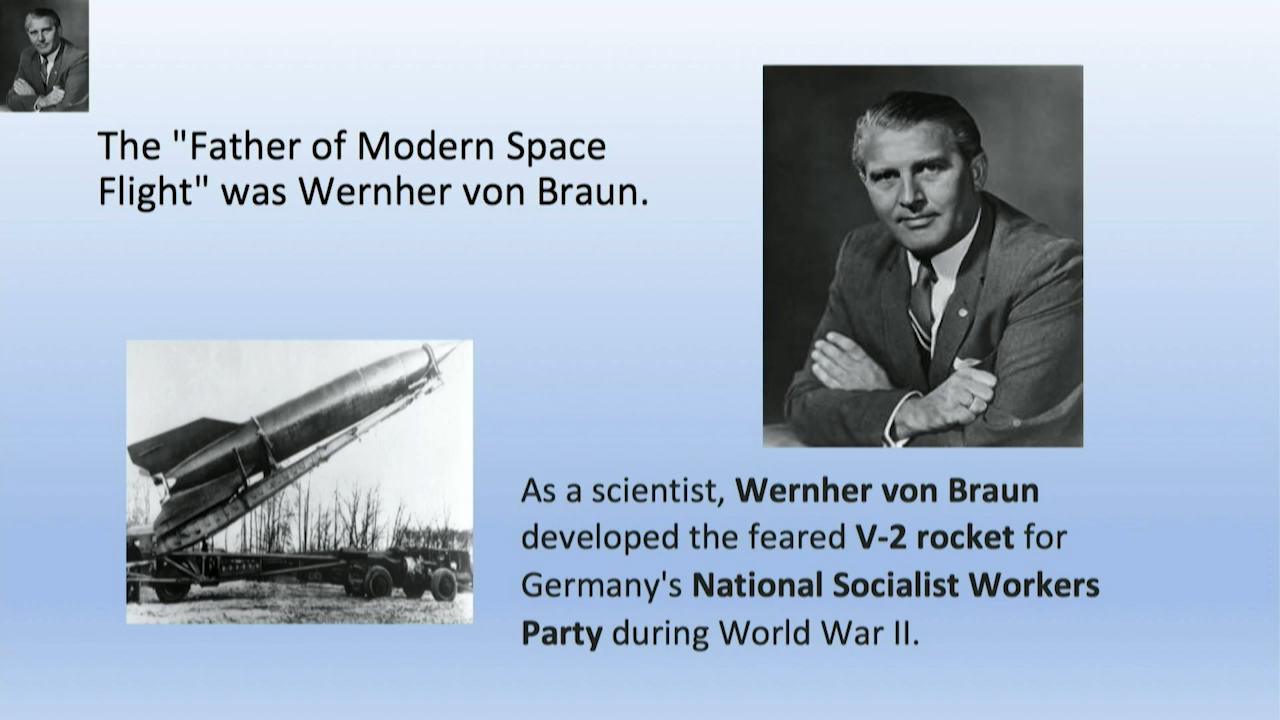 The "Father of Modern Space
Flight" was Wernher von Braun.
As a scientist, Wernher von Braun
developed the feared V-2 rocket for
Germany's National Socialist Workers
Party during World War II.